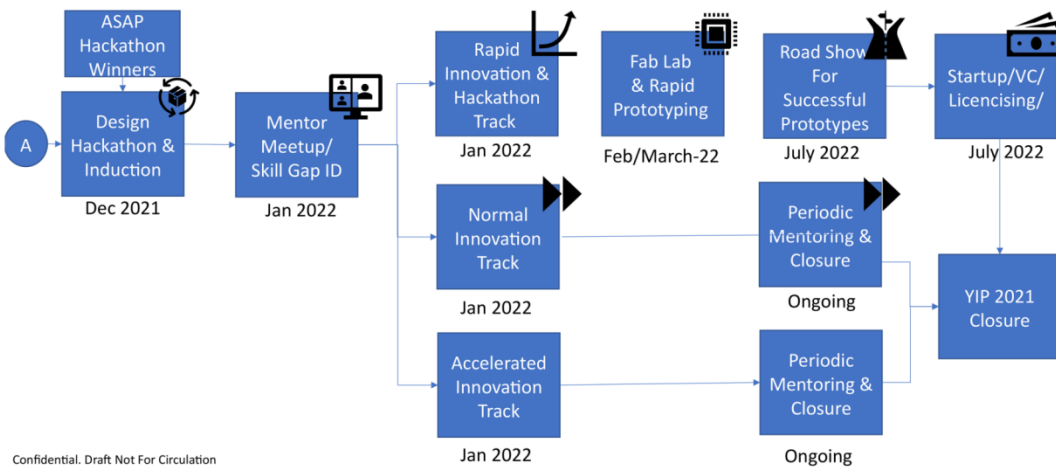 ASAP
Hackathon
Winners
A
Design
Hackathon &
Induction
Dec 2021
Mentor
Meetup/
Skill Gap ID
Jan 2022
Rapid
Innovation &
Hackathon
Track
Jan 2022
Fab Lab
& Rapid
Prototyping
Feb/March-22
Road Show
For
Successful
Prototypes
July 2022
Startup/VC/
Licencising/
July 2022
Normal
Innovation
Track
Jan 2022
Periodic
Mentoring &
Closure
Ongoing
YIP 2021
Closure
Accelerated
Innovation
Track
Jan 2022
Periodic
Mentoring &
Closure
Ongoing
Confidential. Draft Not For Circulation